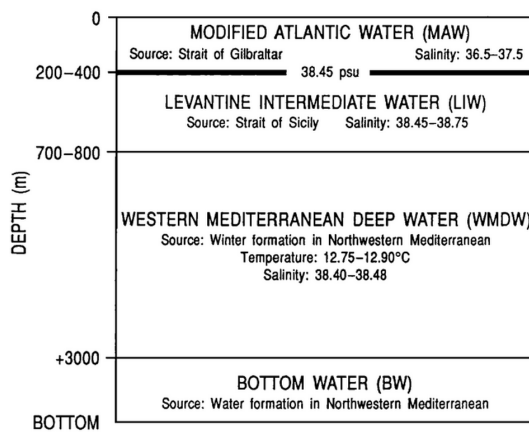 0
MODIFIED ATLANTIC WATER (MAW)
Source: Strait of Gilbraltar Salinity: 36.5–37.5
200–400 38.45 psu
LEVANTINE INTERMEDIATE WATER (LIW)
Source: Strait of Sicily Salinity: 38.45–38.75
700–800
DEPTH (m)
WESTERN MEDITERRANEAN DEEP WATER (WMDW)
Source: Winter formation in Northwestern Mediterranean
Temperature: 12.75–12.90°C
Salinity: 38.40–38.48
+3000
BOTTOM WATER (BW)
Source: Water formation in Northwestern Mediterranean
BOTTOM